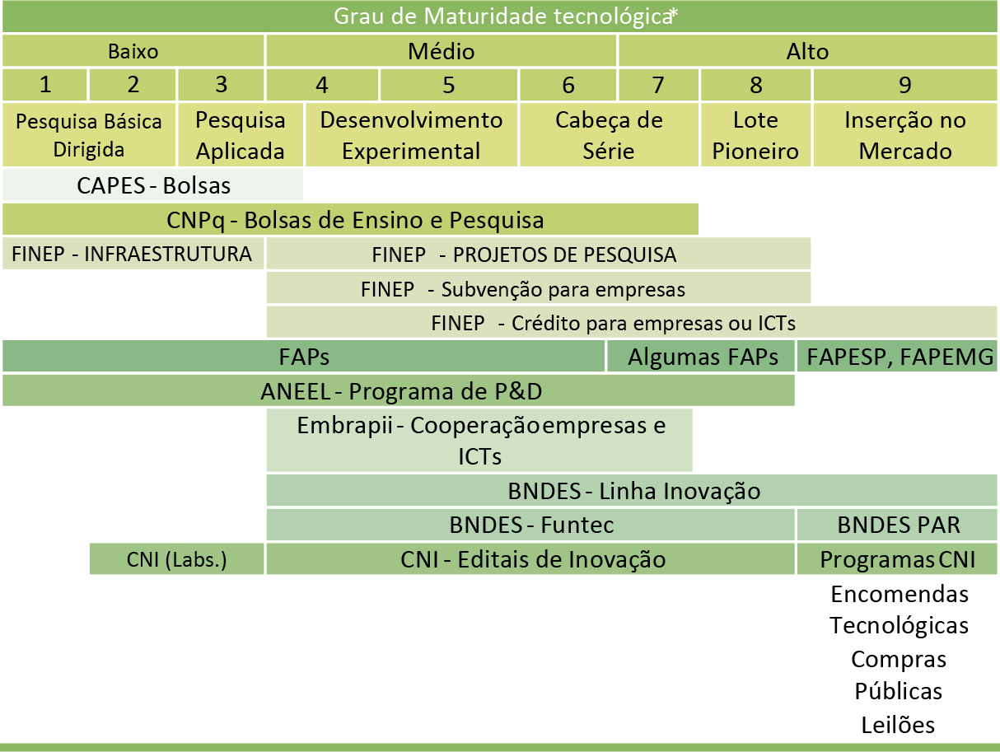 Grau de Maturidade tecnológica*
Baixo Médio Alto
1 2 3 4 5 6 7 8 9
Pesquisa Básica Dirigida
Pesquisa Aplicada
Desenvolvimento Experimental
Cabeça de Série
Lote Pioneiro
Inserção no Mercado
CAPES - Bolsas
CNPq - Bolsas de Ensino e Pesquisa
FINEP - INFRAESTRUTURA FINEP - PROJETOS DE PESQUISA
FINEP - Subvenção para empresas
FINEP - Crédito para empresas ou ICTs
FAPs Algumas FAPs FAPESP, FAPEMG
ANEEL - Programa de P&D
Embrapii - Cooperação empresas e
ICTs
BNDES - Linha Inovação
BNDES - Funtec BNDES PAR
CNI (Labs.) CNI - Editais de Inovação Programas CNI
Encomendas
Tecnológicas
Compras
Públicas
Leilões